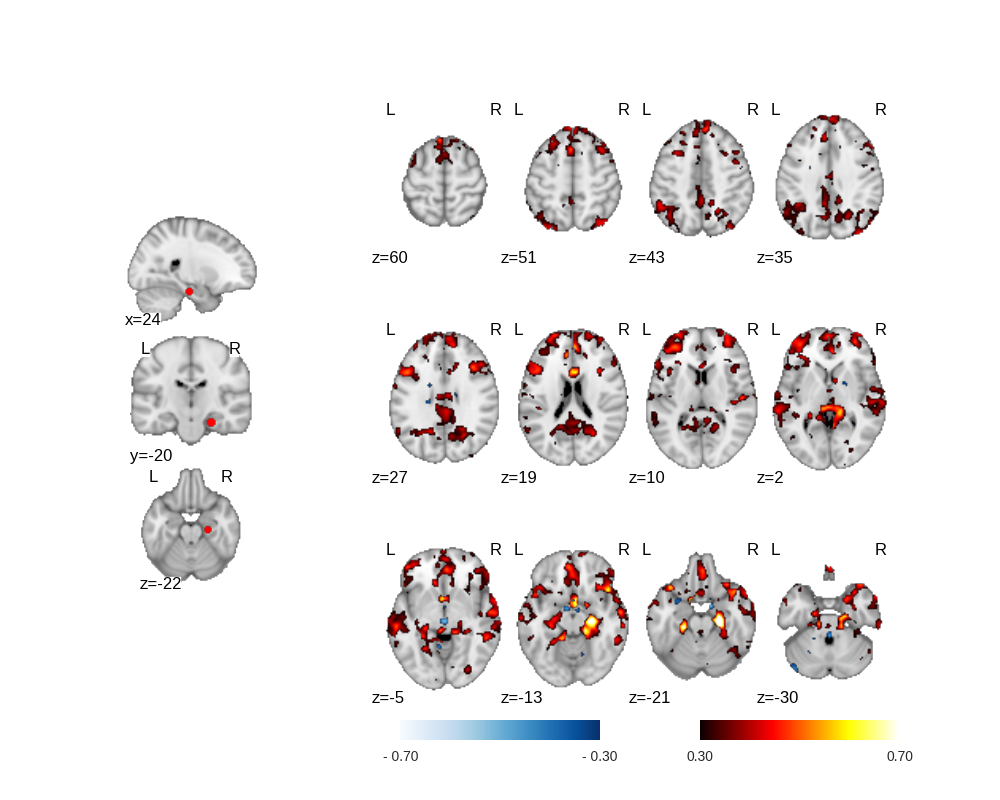 L R L R L R L R
z=60 z=51 z=43 z=35
x=24
L R
y=-20
L R
z=-22
L R L R L R L R
z=27 z=19 z=10 z=2
L R L R L R L R
z=-5 z=-13 z=-21 z=-30
- 0.70 - 0.30 0.30 0.70